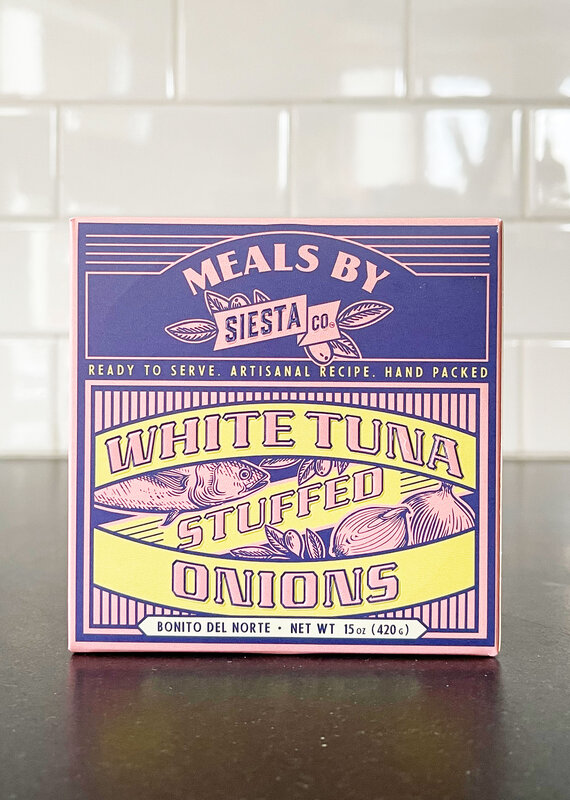 MEALS BY
SIESTA CO.
READY TO SERVE. ARTISANAL RECIPE. HAND PACKED
WHITE TUNA
STUFFED
ONIONS
BONITO DEL NORTE • NET WT 15 OZ (420 G)